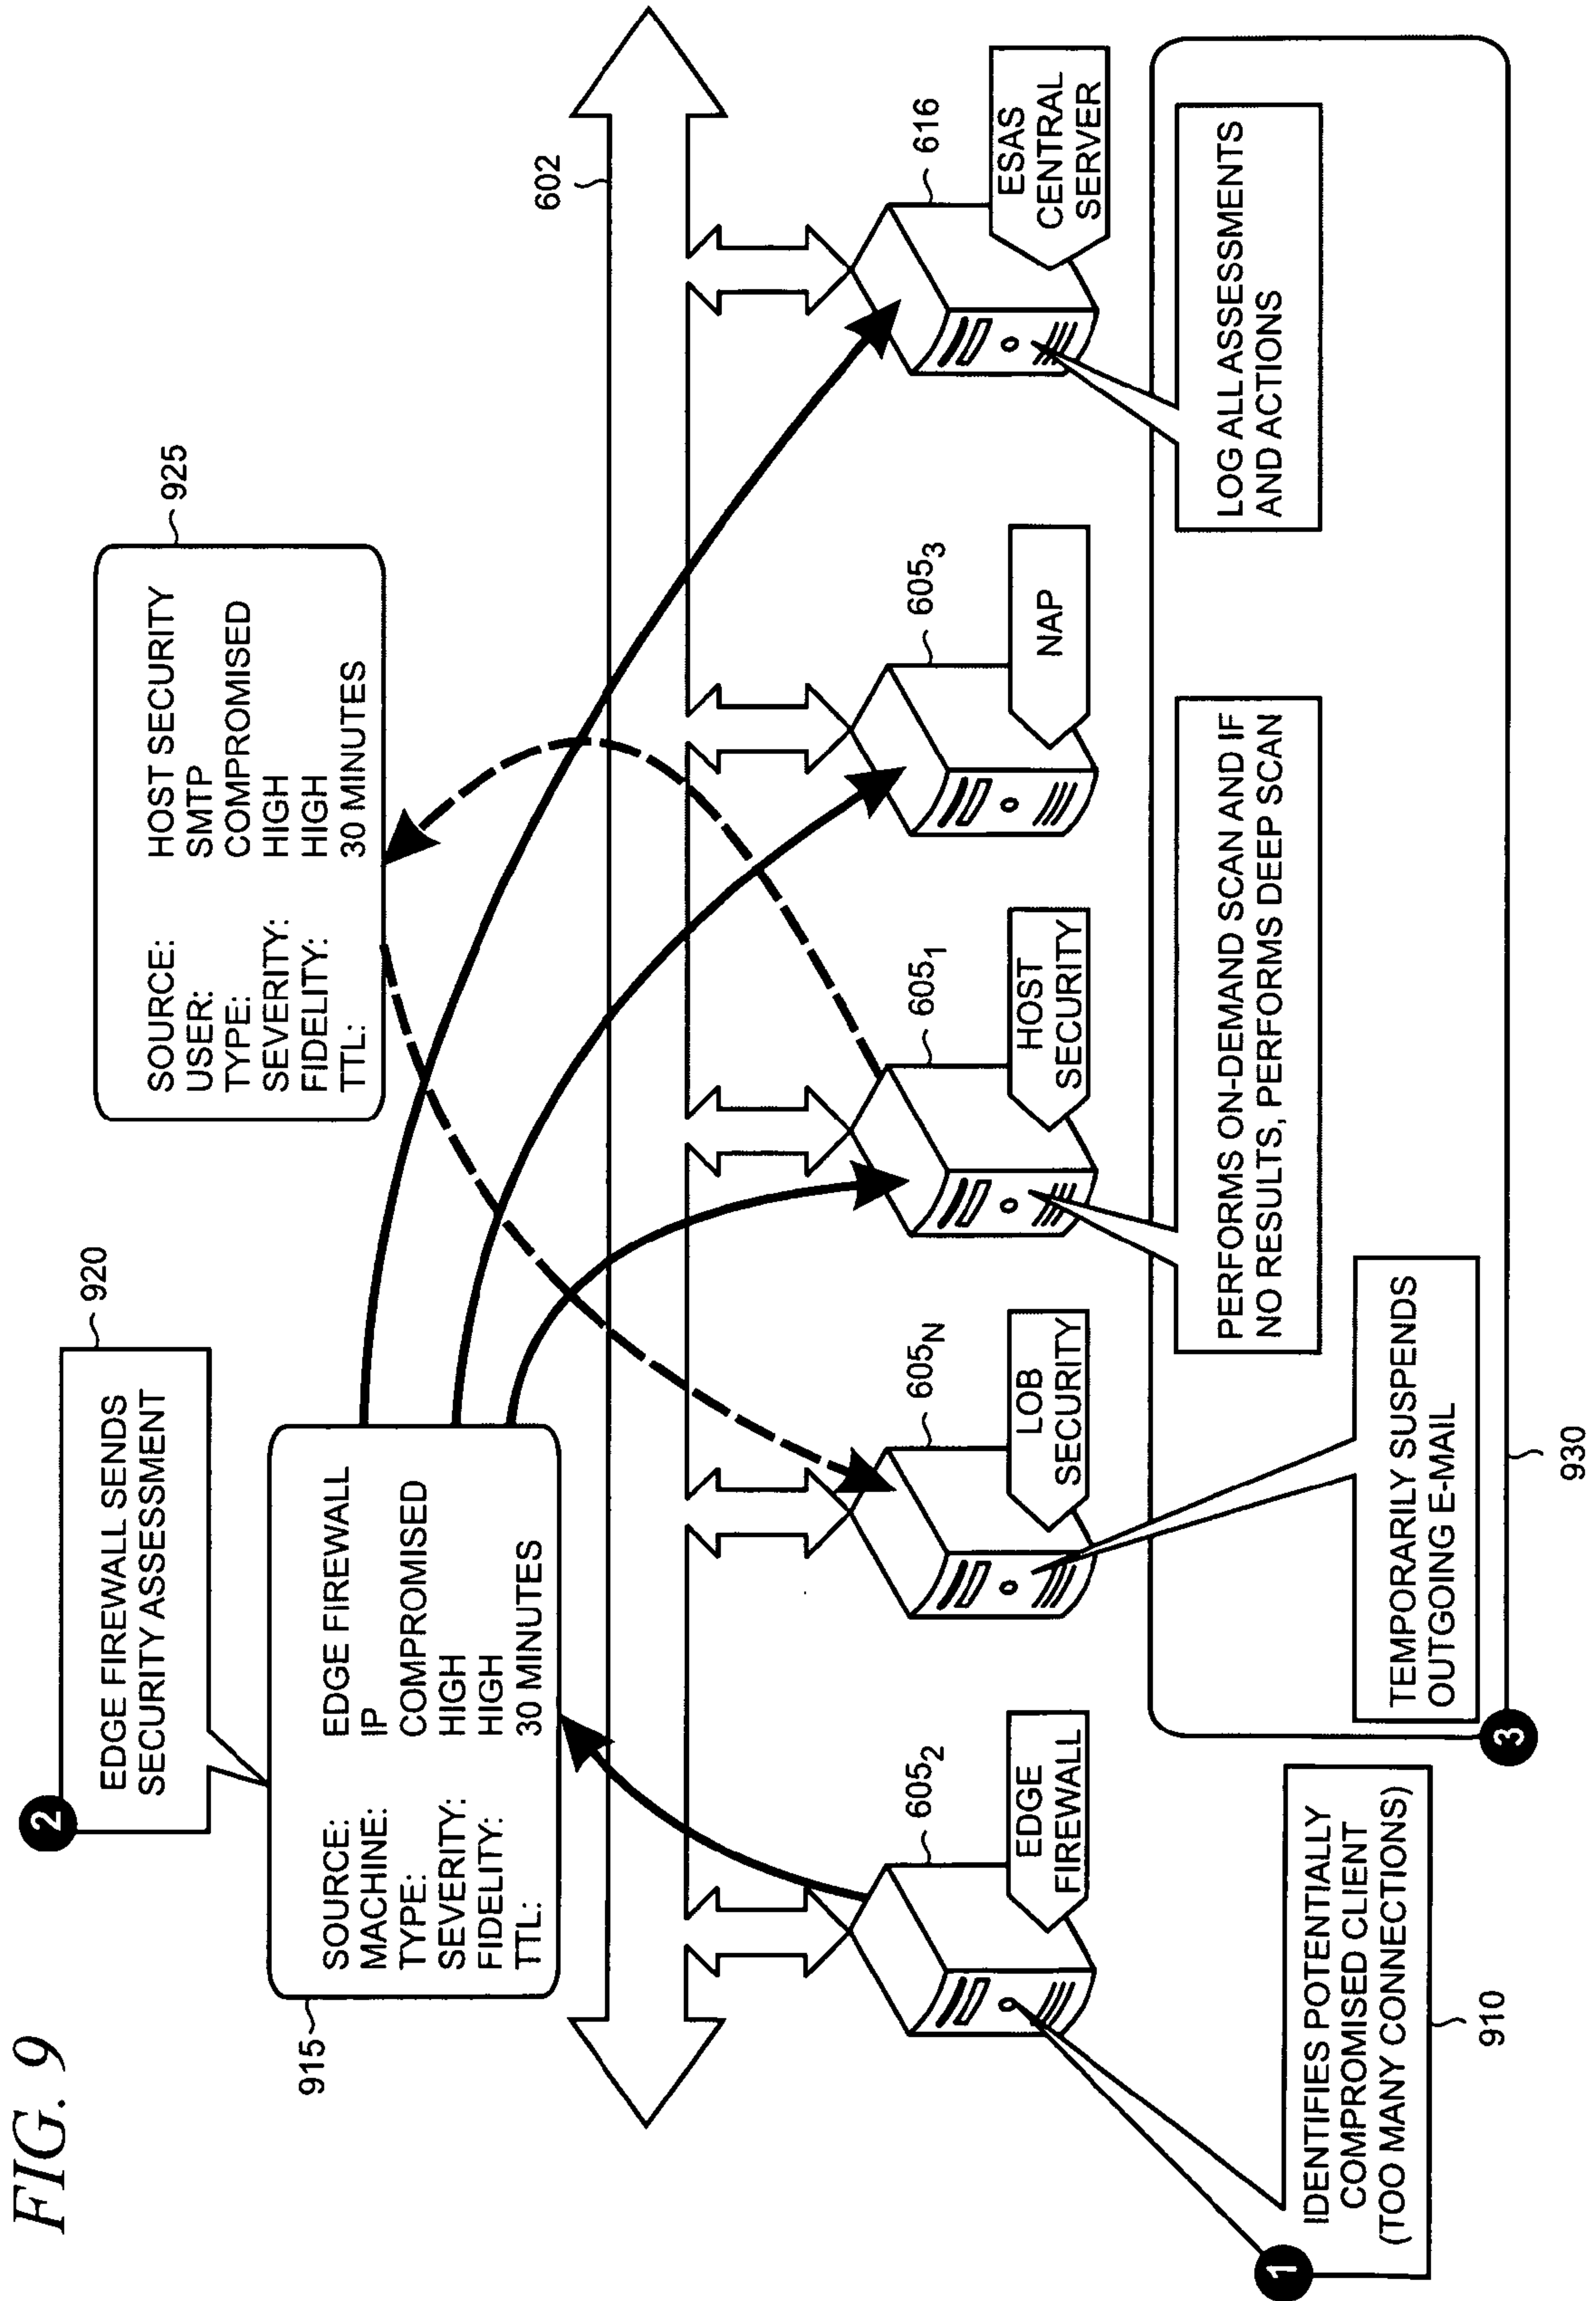 FIG. 9
2
920
EDGE FIREWALL SENDS
SECURITY ASSESSMENT
915
SOURCE: EDGE FIREWALL
MACHINE: IP
TYPE: COMPROMISED
SEVERITY: HIGH
FIDELITY: HIGH
TTL: 30 MINUTES
925
SOURCE: HOST SECURITY
USER: SMTP
TYPE: COMPROMISED
SEVERITY: HIGH
FIDELITY: HIGH
TTL: 30 MINUTES
602
605₂
EDGE
FIREWALL
605ₙ
LOB
SECURITY
605₁
HOST
SECURITY
605₃
NAP
616
ESAS
CENTRAL
SERVER
1
IDENTIFIES POTENTIALLY
COMPROMISED CLIENT
(TOO MANY CONNECTIONS)
910
3
TEMPORARILY SUSPENDS
OUTGOING E-MAIL
PERFORMS ON-DEMAND SCAN AND IF
NO RESULTS, PERFORMS DEEP SCAN
LOG ALL ASSESSMENTS
AND ACTIONS
930